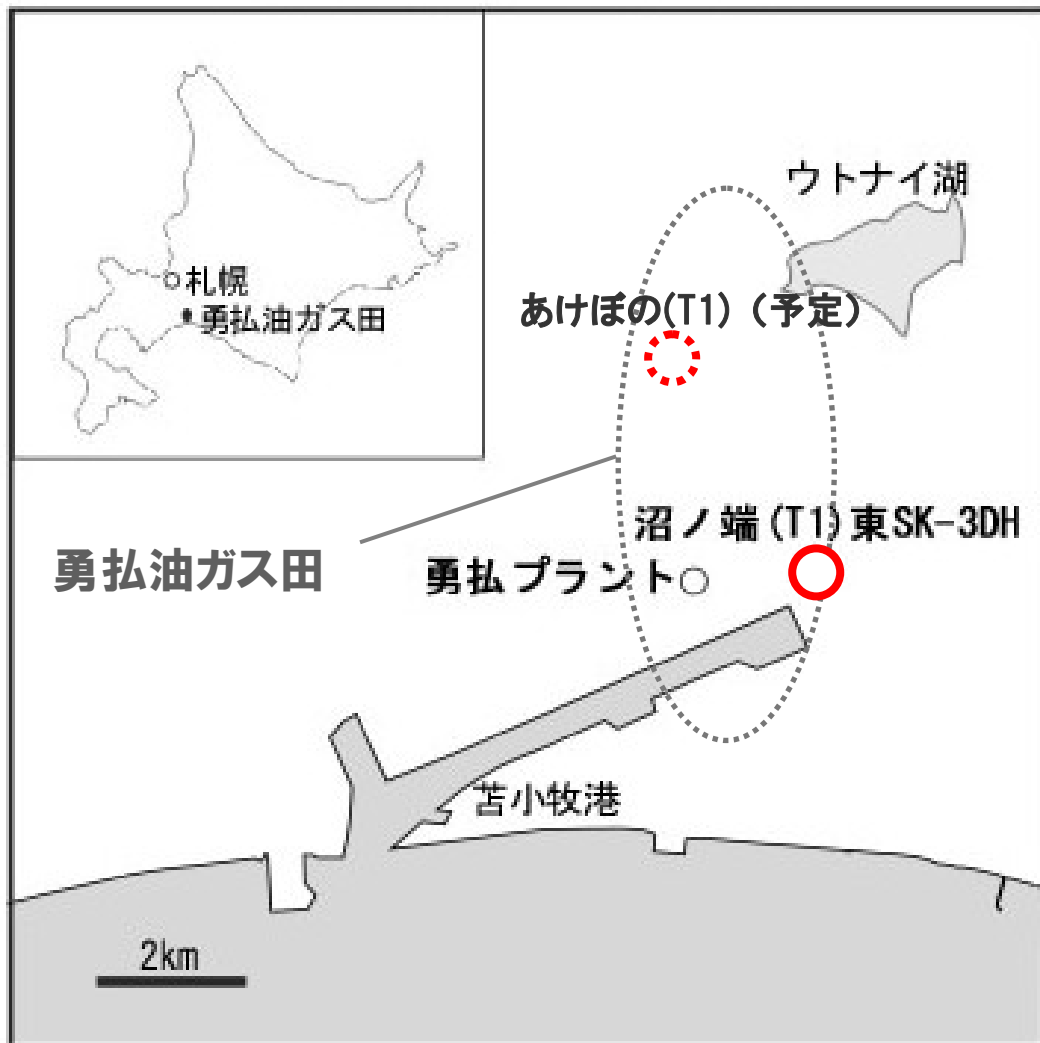 ウトナイ湖
札幌
勇払油ガス田
あけぼの(T1)（予定）
沼ノ端(T1)東SK-3DH
勇払プラント
勇払油ガス田
苫小牧港
2km